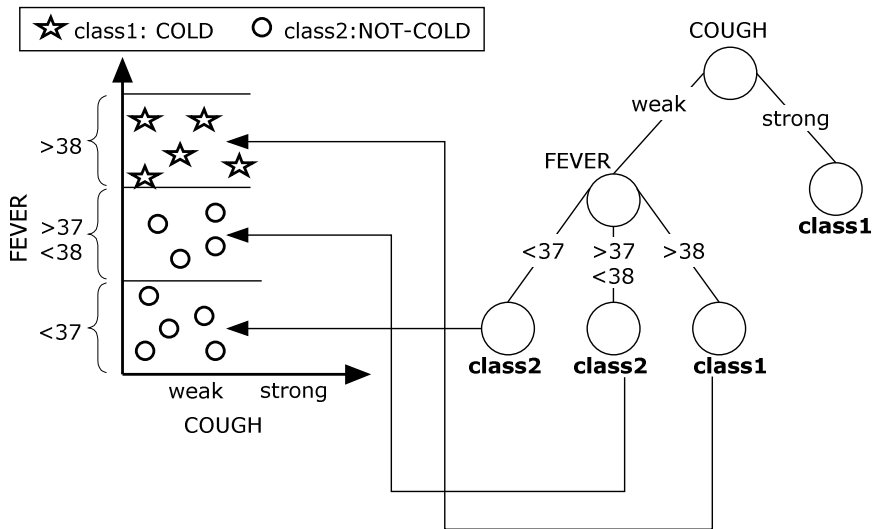 class1: COLD
class2:NOT-COLD
FEVER
>38
>37
<38
<37
weak
strong
COUGH
COUGH
weak
strong
FEVER
class1
<37
>37
<38
>38
class2
class2
class1